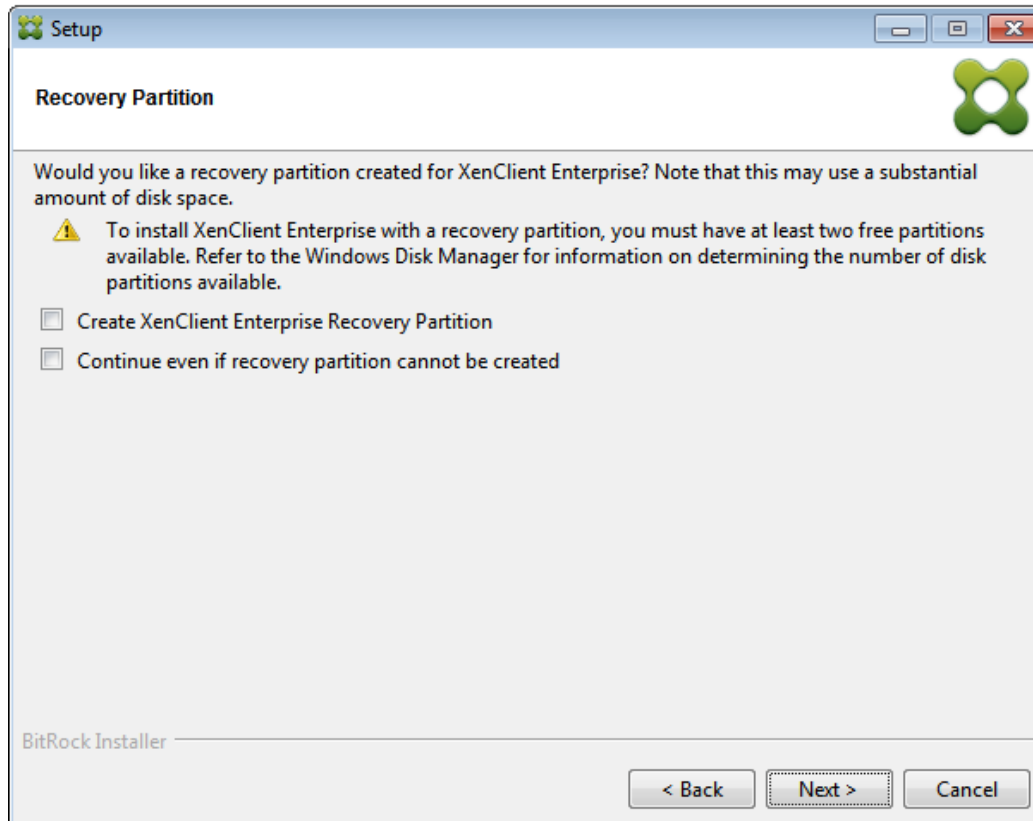 Setup
Recovery Partition
Would you like a recovery partition created for XenClient Enterprise? Note that this may use a substantial
amount of disk space.
To install XenClient Enterprise with a recovery partition, you must have at least two free partitions
available. Refer to the Windows Disk Manager for information on determining the number of disk
partitions available.
Create XenClient Enterprise Recovery Partition
Continue even if recovery partition cannot be created
BitRock Installer
< Back
Next >
Cancel